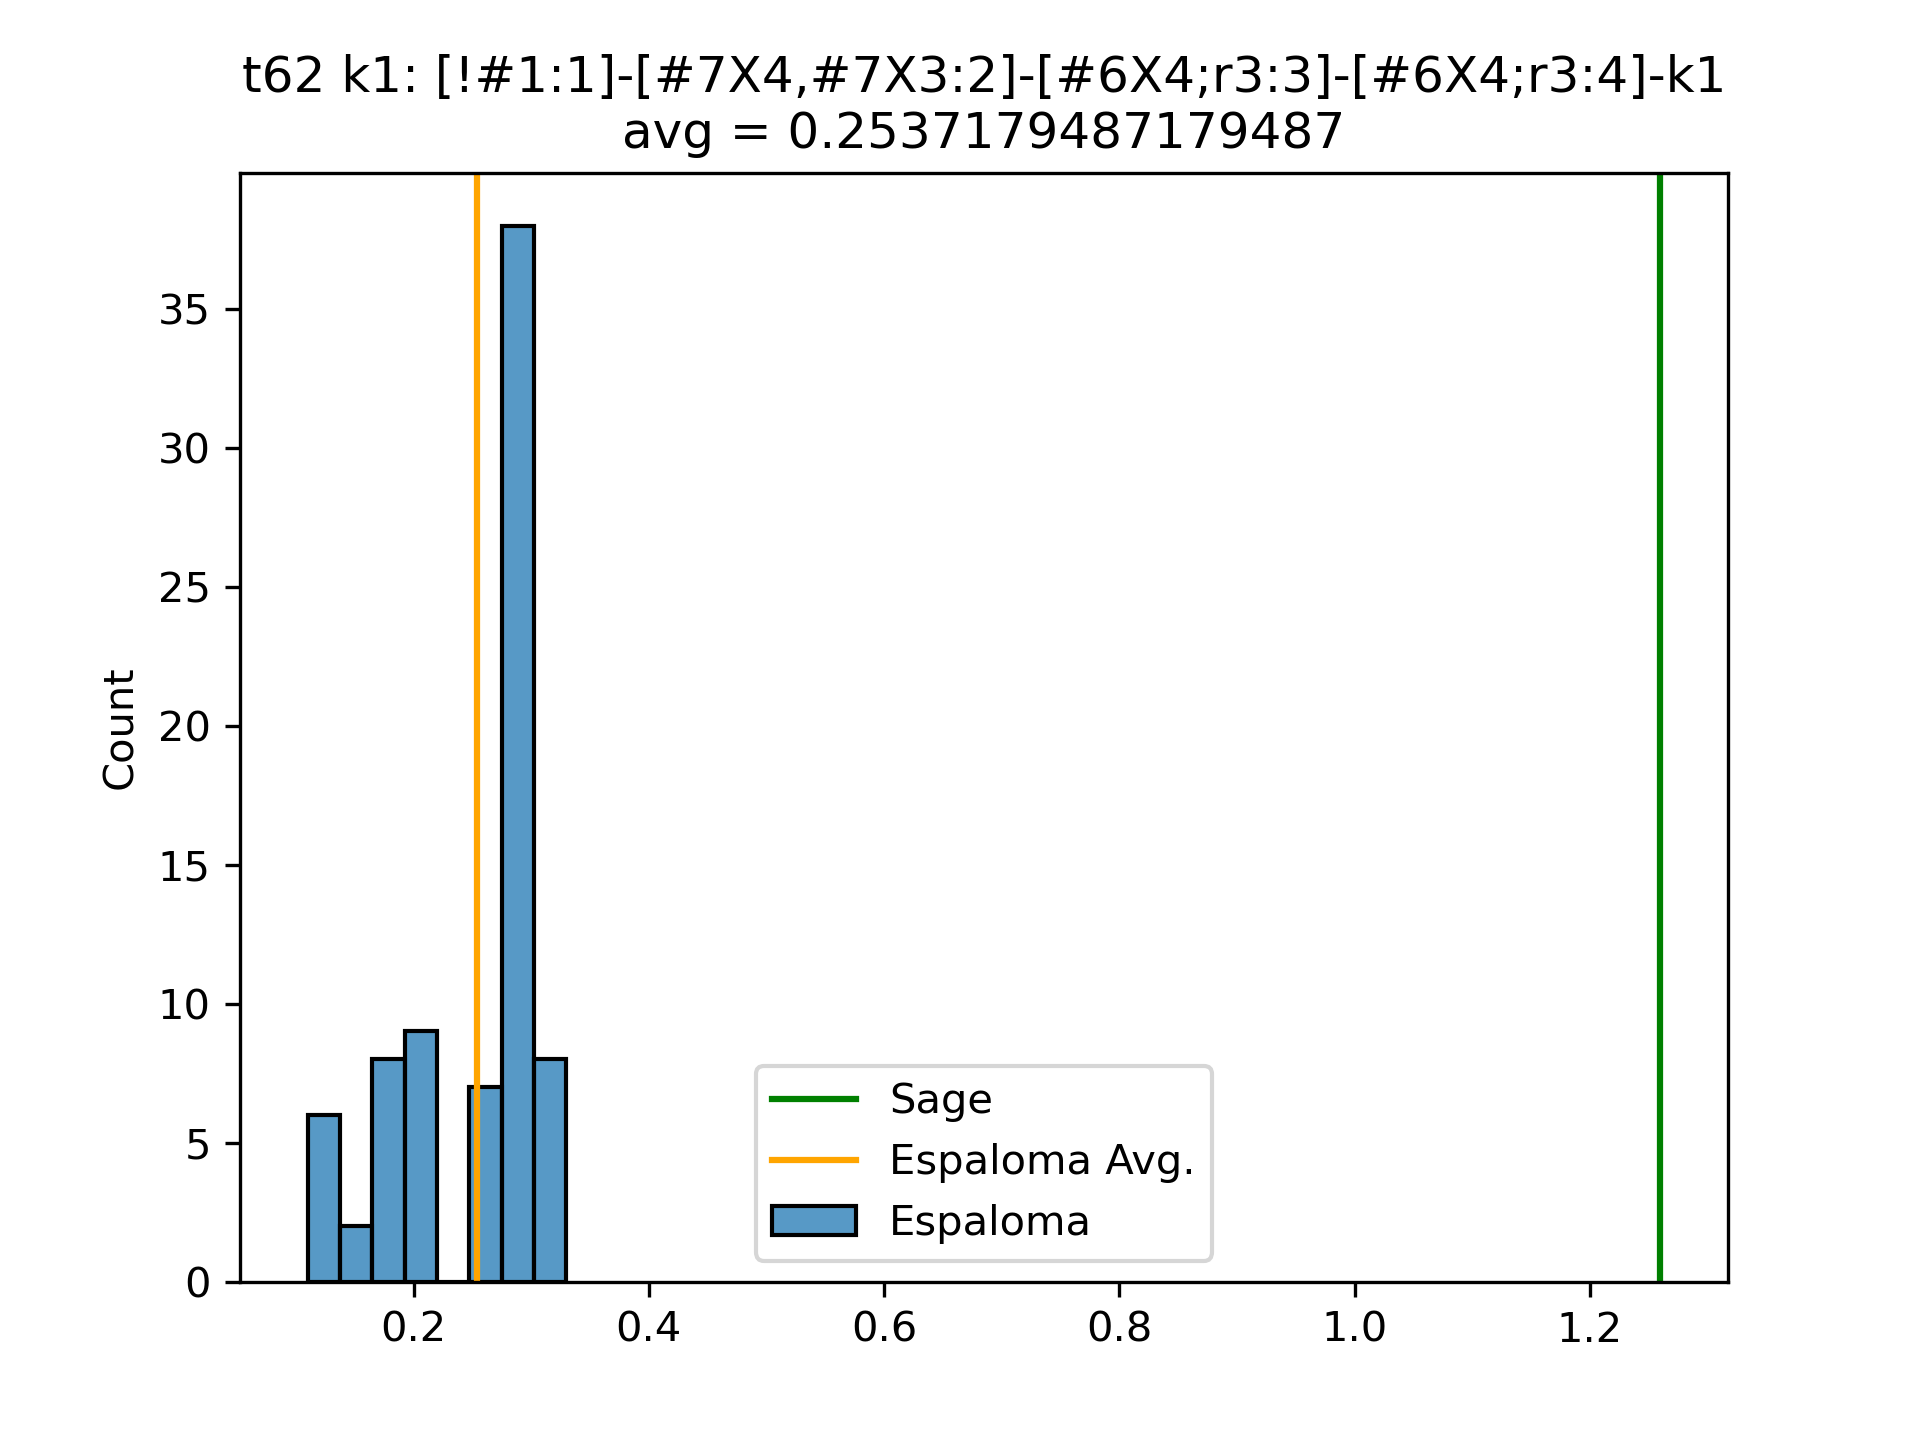 t62 k1: [!#1:1]-[#7X4,#7X3:2]-[#6X4;r3:3]-[#6X4;r3:4]-k1
avg = 0.2537179487179487
Count
35
30
25
20
15
10
5
0
Sage
Espaloma Avg.
Espaloma
0.2 0.4 0.6 0.8 1.0 1.2